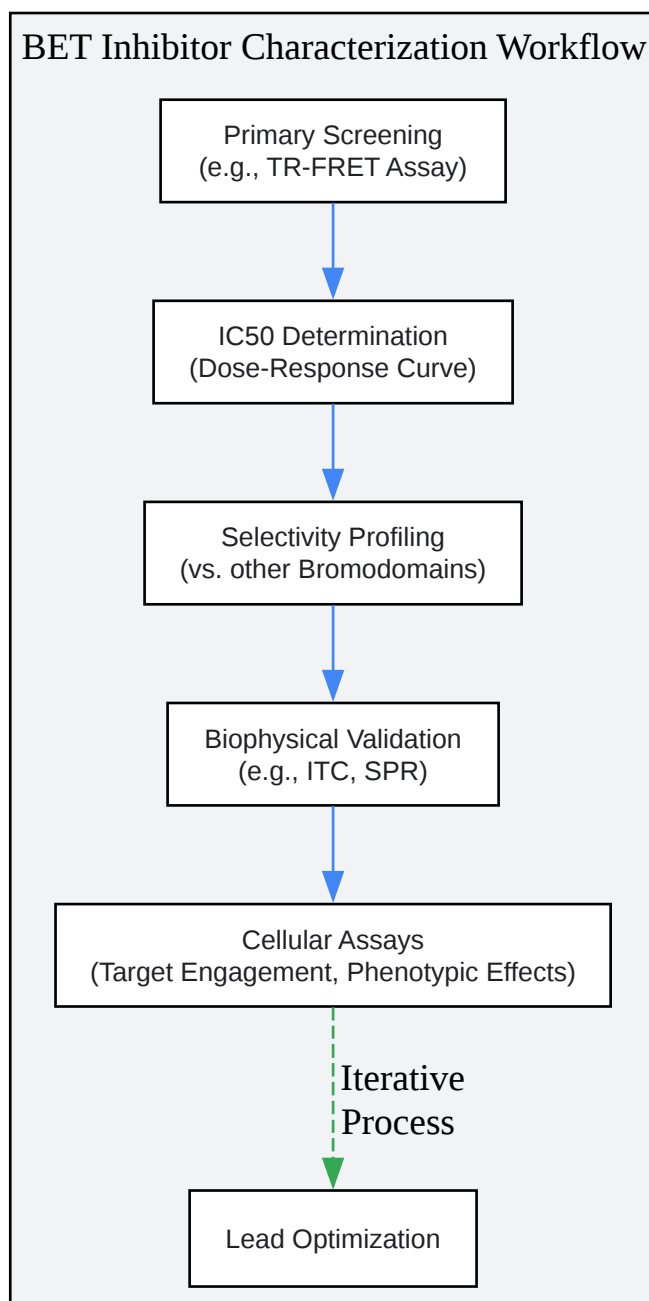 BET Inhibitor Characterization Workflow
Primary Screening
(e.g., TR-FRET Assay)
IC50 Determination
(Dose-Response Curve)
Selectivity Profiling
(vs. other Bromodomains)
Biophysical Validation
(e.g., ITC, SPR)
Cellular Assays
(Target Engagement, Phenotypic Effects)
Iterative
Process
Lead Optimization